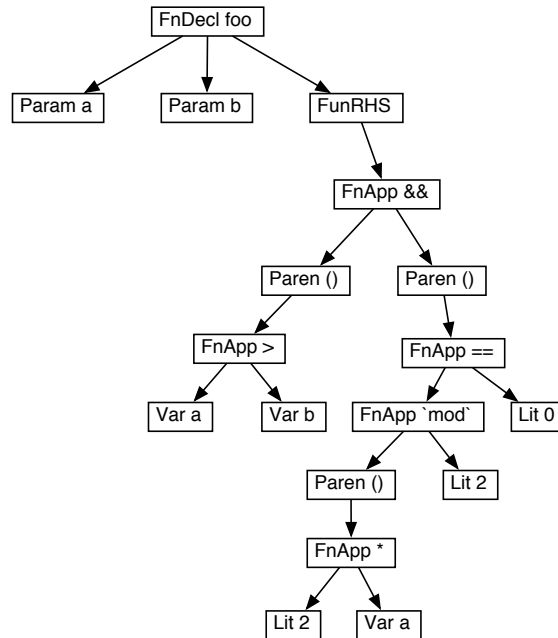 FnDecl foo
Param a
Param b
FunRHS
FnApp &&
Paren ()
Paren ()
FnApp >
FnApp ==
Var a
Var b
FnApp `mod`
Lit 0
Paren ()
Lit 2
FnApp *
Lit 2
Var a